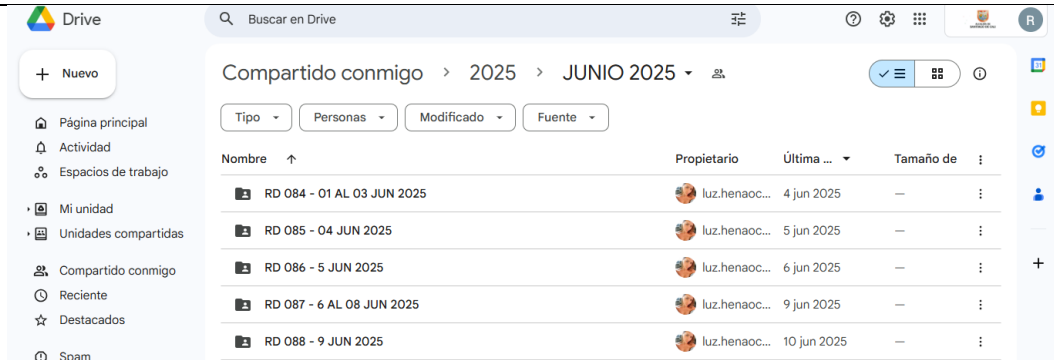 Drive
Buscar en Drive
R
Nuevo
Compartido conmigo > 2025 > JUNIO 2025
31
Tipo
Personas
Modificado
Fuente
Página principal
Actividad
Espacios de trabajo
Mi unidad
Unidades compartidas
Compartido conmigo
Reciente
Destacados
Spam
Nombre Propietario Última ... Tamaño de
RD 084 - 01 AL 03 JUN 2025 luz.henaoc... 4 jun 2025 —
RD 085 - 04 JUN 2025 luz.henaoc... 5 jun 2025 —
RD 086 - 5 JUN 2025 luz.henaoc... 6 jun 2025 —
RD 087 - 6 AL 08 JUN 2025 luz.henaoc... 9 jun 2025 —
RD 088 - 9 JUN 2025 luz.henaoc... 10 jun 2025 —